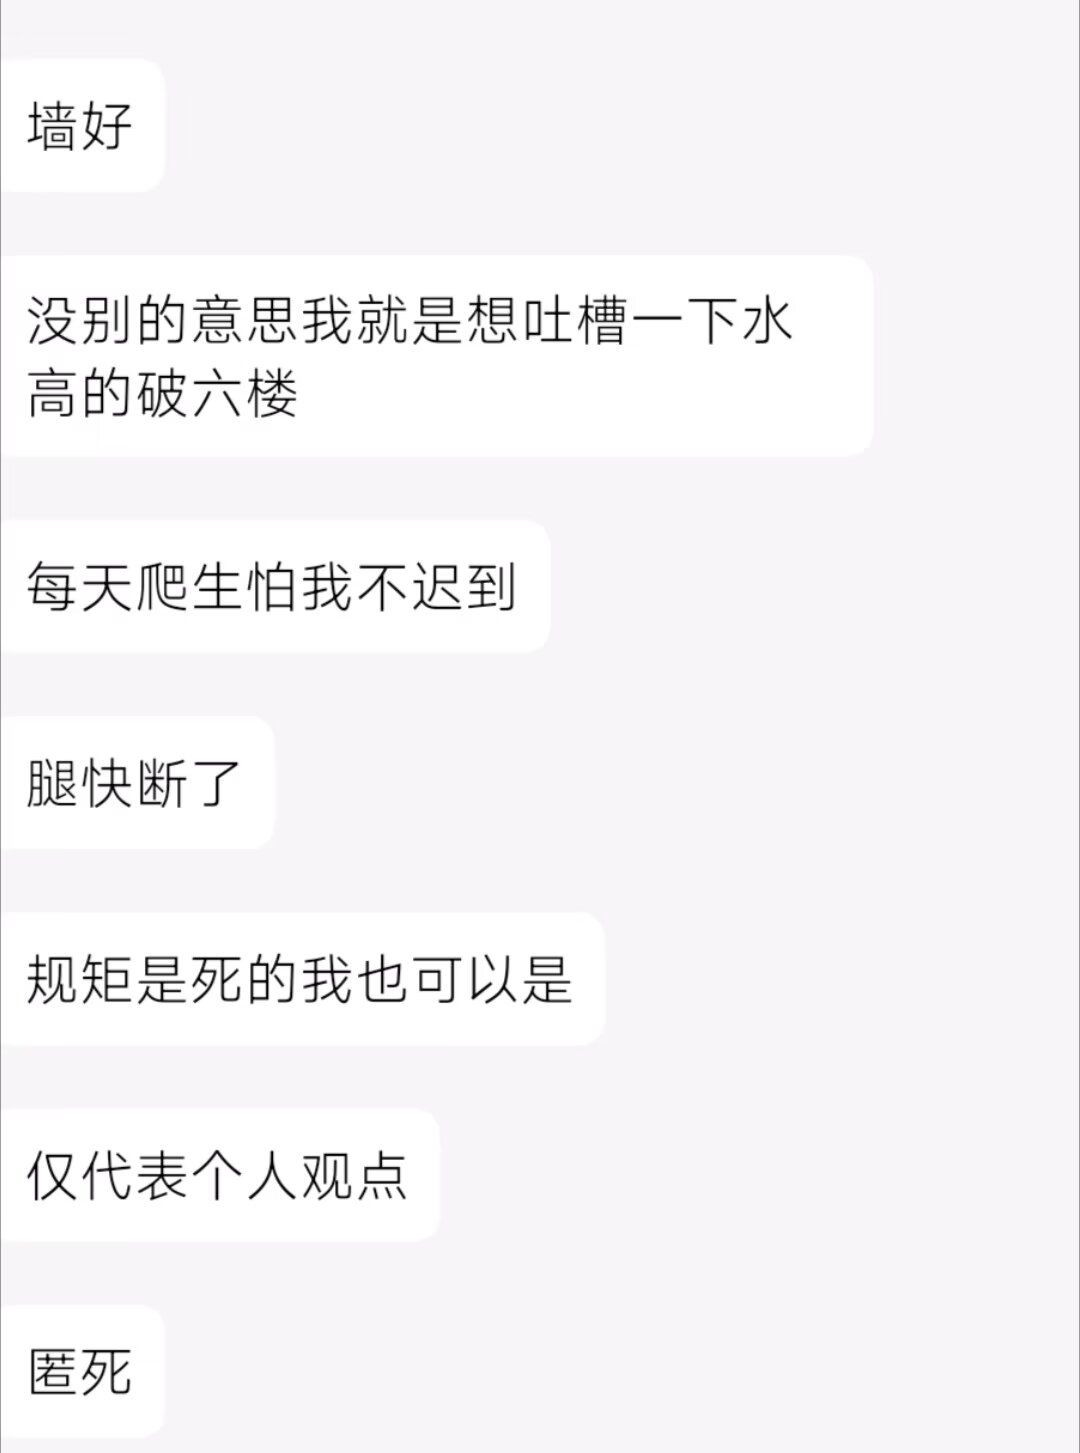 墙好
没别的意思我就是想吐槽一下水
高的破六楼
每天爬生怕我不迟到
腿快断了
规矩是死的我也可以是
仅代表个人观点
匿死